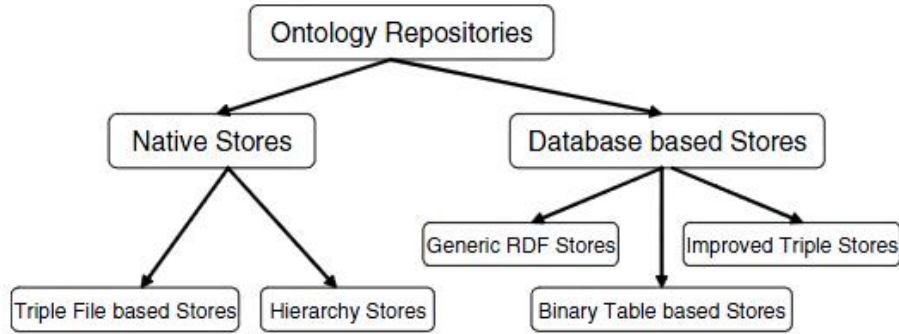 Ontology Repositories
Native Stores
Database based Stores
Generic RDF Stores
Improved Triple Stores
Triple File based Stores
Hierarchy Stores
Binary Table based Stores